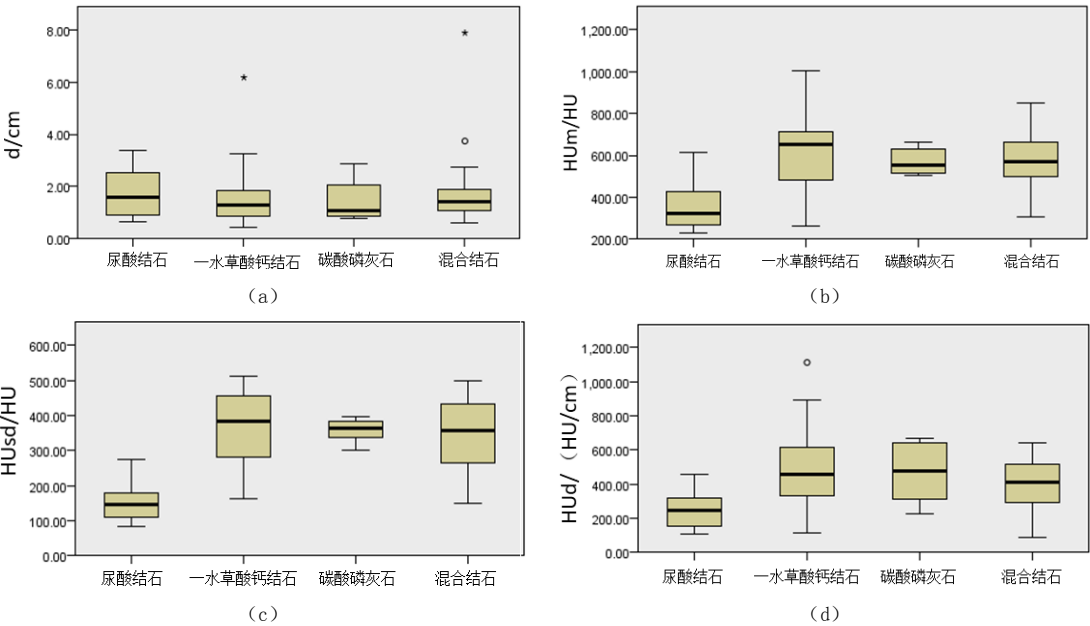 d/cm
8.00
6.00
4.00
2.00
0.00
尿酸结石 一水草酸钙结石 碳酸磷灰石 混合结石
(a)
HUm/HU
1,200.00
1,000.00
800.00
600.00
400.00
200.00
尿酸结石 一水草酸钙结石 碳酸磷灰石 混合结石
(b)
HUsd/HU
600.00
500.00
400.00
300.00
200.00
100.00
0.00
尿酸结石 一水草酸钙结石 碳酸磷灰石 混合结石
(c)
HUd/（HU/cm）
1,200.00
1,000.00
800.00
600.00
400.00
200.00
0.00
尿酸结石 一水草酸钙结石 碳酸磷灰石 混合结石
(d)